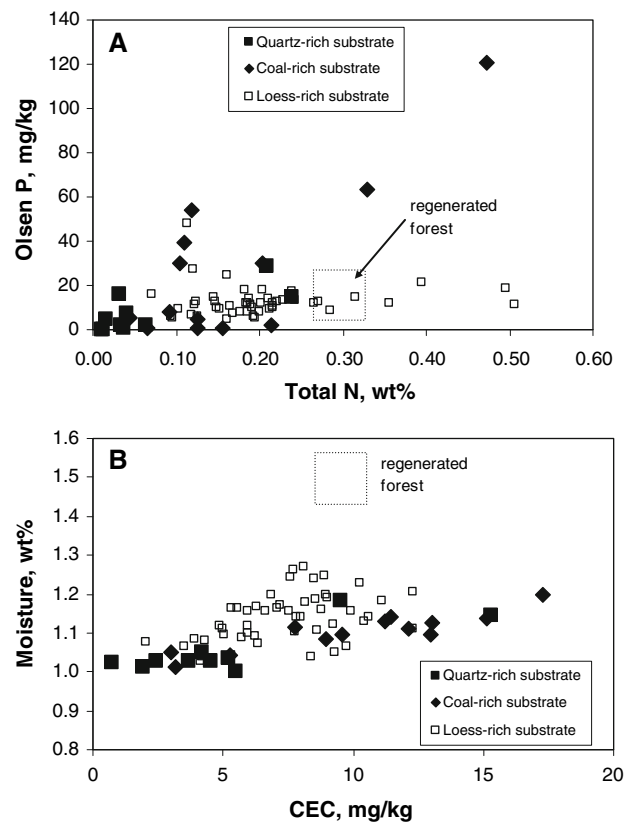 A
Quartz-rich substrate
Coal-rich substrate
Loess-rich substrate
Olsen P, mg/kg
140
120
100
80
60
40
20
0
regenerated
forest
0.00 0.10 0.20 0.30 0.40 0.50 0.60
Total N, wt%
B
regenerated
forest
Moisture, wt%
1.6
1.5
1.4
1.3
1.2
1.1
1.0
0.9
0.8
Quartz-rich substrate
Coal-rich substrate
Loess-rich substrate
0 5 10 15 20
CEC, mg/kg